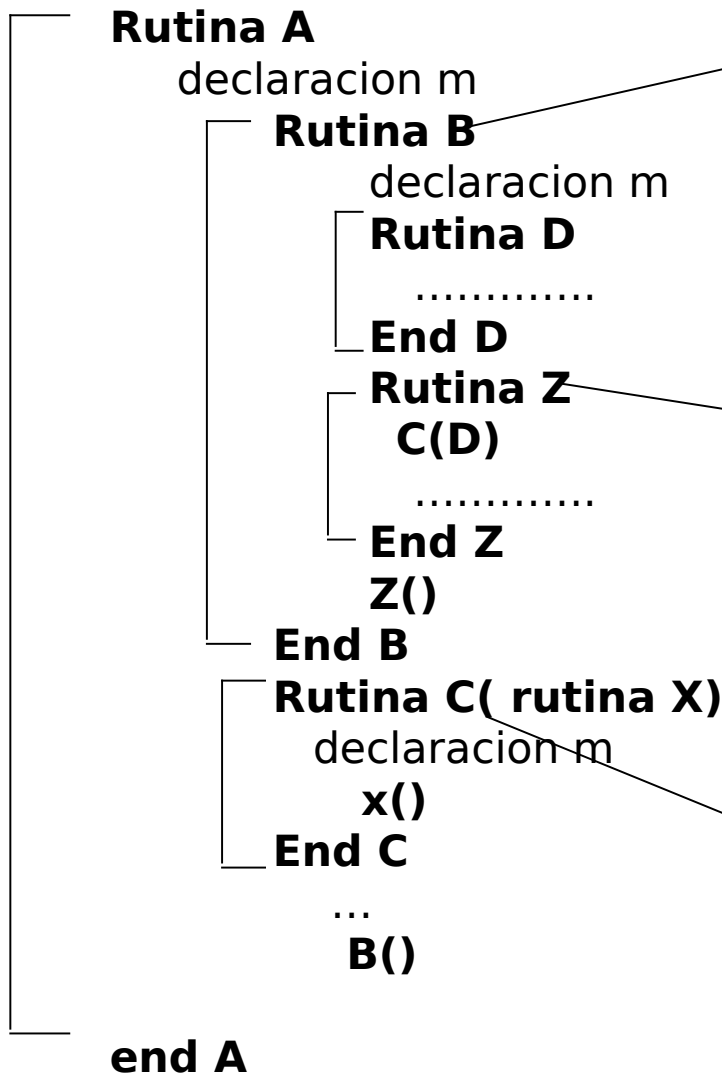 Rutina A
declaracion m
Rutina B
declaracion m
Rutina D
.............
End D
Rutina Z
C(D)
.............
End Z
Z()
End B
Rutina C( rutina X)
declaracion m
x()
End C
...
B()
end A